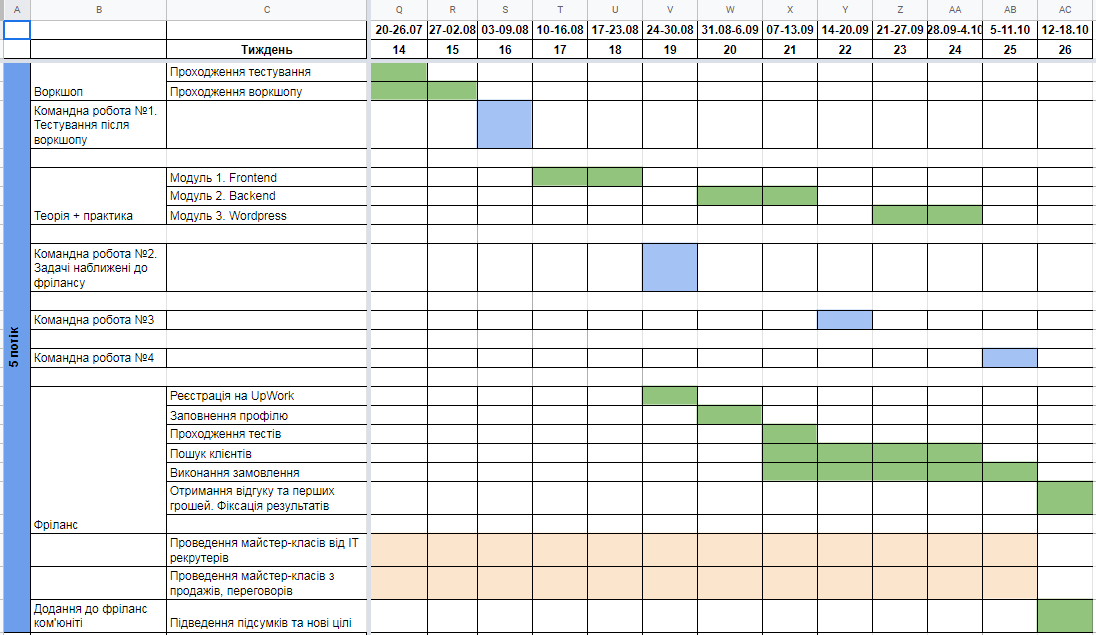 A B C Q R S T U V W X Y Z AA AB AC
20-26.07 27-02.08 03-09.08 10-16.08 17-23.08 24-30.08 31.08-6.09 07-13.09 14-20.09 21-27.09 28.09-4.10 5-11.10 12-18.10
Тиждень 14 15 16 17 18 19 20 21 22 23 24 25 26
5 потік
Проходження тестування
Воркшоп Проходження воркшопу
Командна робота №1.
Тестування після
воркшопу
Модуль 1. Frontend
Модуль 2. Backend
Теорія + практика Модуль 3. Wordpress
Командна робота №2.
Задачі наближені до
фрілансу
Командна робота №3
Командна робота №4
Реєстрація на UpWork
Заповнення профілю
Проходження тестів
Пошук клієнтів
Виконання замовлення
Отримання відгуку та перших
грошей. Фіксація результатів
Фріланс
Проведення майстер-класів від ІТ
рекрутерів
Проведення майстер-класів з
продажів, переговорів
Додання до фріланс
ком'юніті Підведення підсумків та нові цілі